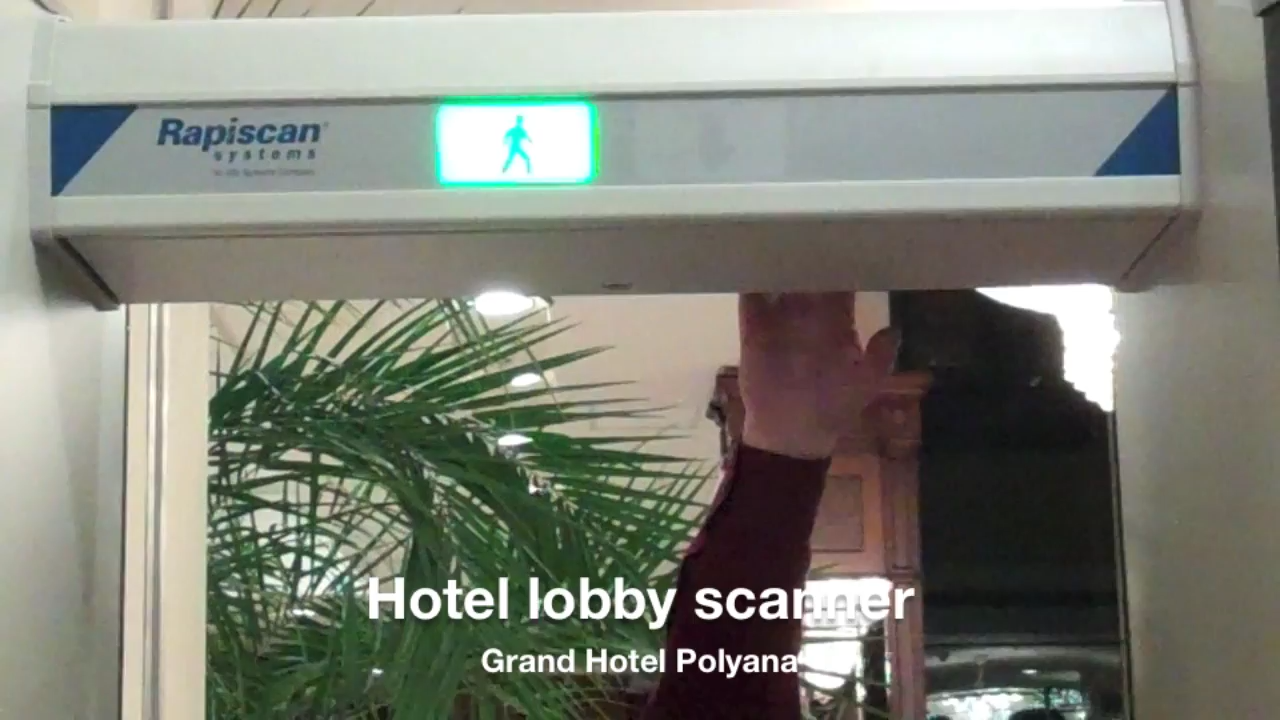 Rapiscan
systems
Hotel lobby scanner
Grand Hotel Polyana